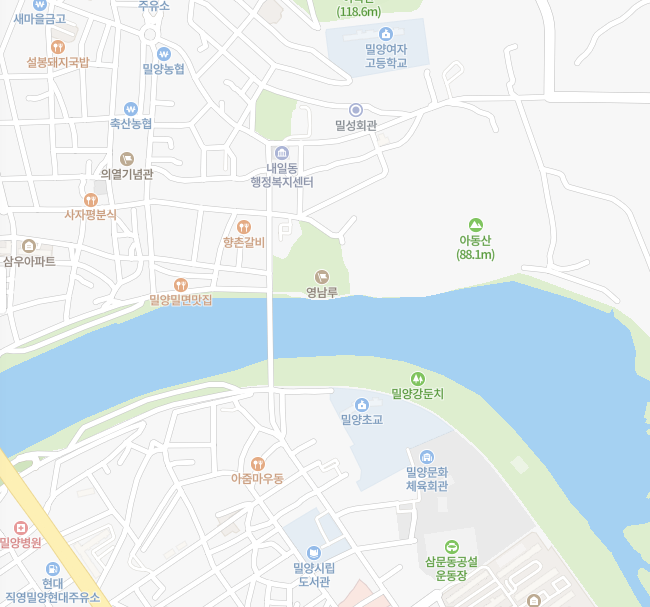 주유소
새마을금고
(118.6m)
설봉돼지국밥
밀양여자
고등학교
밀양농협
축산농협
밀성회관
의열기념관
내일동
행정복지센터
사자평분식
향촌갈비
아동산
(88.1m)
삼우아파트
밀양밀면맛집
영남루
밀양강둔치
밀양초교
아줌마우동
밀양문화
체육회관
밀양병원
현대
직영밀양현대주유소
밀양시립
도서관
삼문동공설
운동장